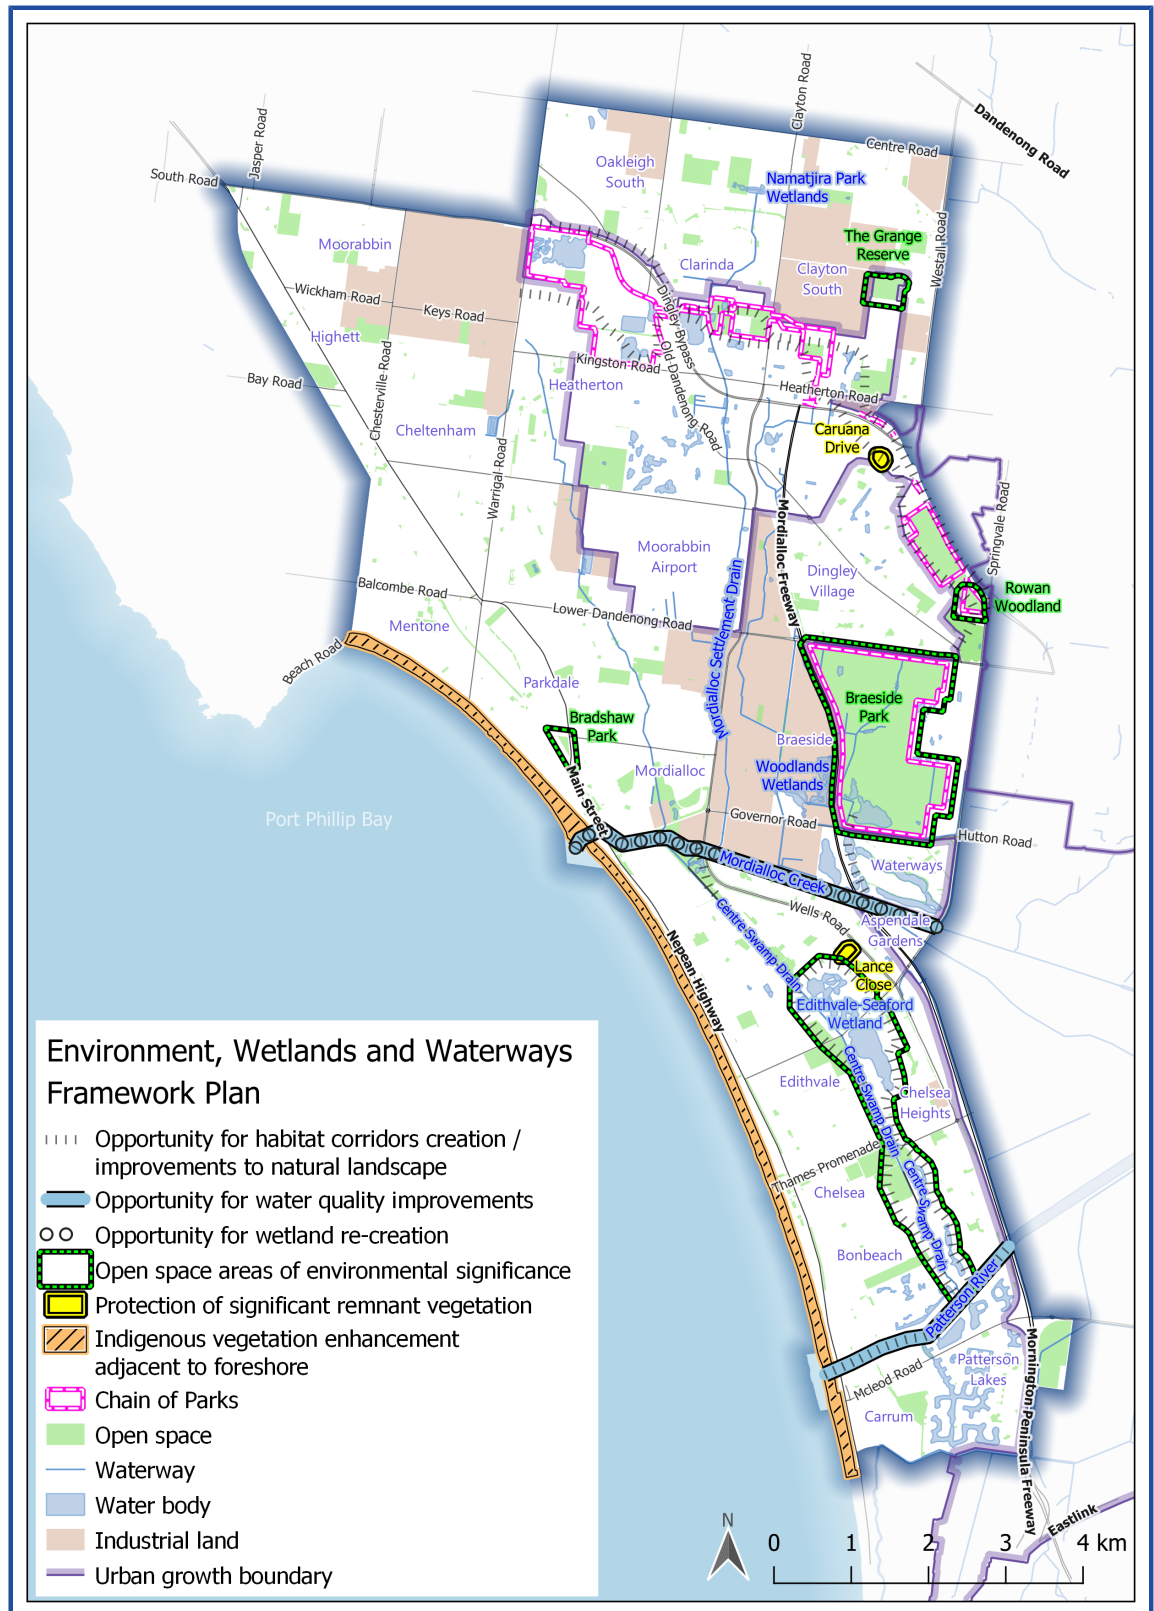 Clayton Road
Dandenong Road
Jasper Road
Centre Road
South Road
Oakleigh
South
Namatjira Park
Wetlands
Westall Road
Moorabbin
The Grange
Reserve
Clarinda
Clayton
South
Wickham Road
Keys Road
Dingley Bypass
Highett
Old Dandenong Road
Kingston Road
Bay Road
Chesterville Road
Heatherton
Heatherton Road
Cheltenham
Caruana
Drive
Warrigal Road
Springvale Road
Mordialloc Freeway
Moorabbin
Airport
Mordialloc Settlement Drain
Dingley
Village
Rowan
Woodland
Balcombe Road
Lower Dandenong Road
Mentone
Beach Road
Parkdale
Braeside
Park
Bradshaw
Park
Braeside
Mordialloc
Woodlands
Wetlands
Main Street
Port Phillip Bay
Governor Road
Hutton Road
Mordialloc Creek
Waterways
Wells Road
Aspendale
Gardens
Centre Swamp Drain
Nepean Highway
Lance
Close
Edithvale-Seaford
Wetland
Centre Swamp Drain
Edithvale
Chelsea
Heights
Thames Promenade
Centre Swamp Drain
Chelsea
Bonbeach
Patterson River
Patterson
Lakes
Mcleod Road
Mornington Peninsula Freeway
Carrum
Eastlink
Environment, Wetlands and Waterways
Framework Plan
Opportunity for habitat corridors creation /
improvements to natural landscape
Opportunity for water quality improvements
Opportunity for wetland re-creation
Open space areas of environmental significance
Protection of significant remnant vegetation
Indigenous vegetation enhancement
adjacent to foreshore
Chain of Parks
Open space
Waterway
Water body
Industrial land
Urban growth boundary
N
0 1 2 3 4 km